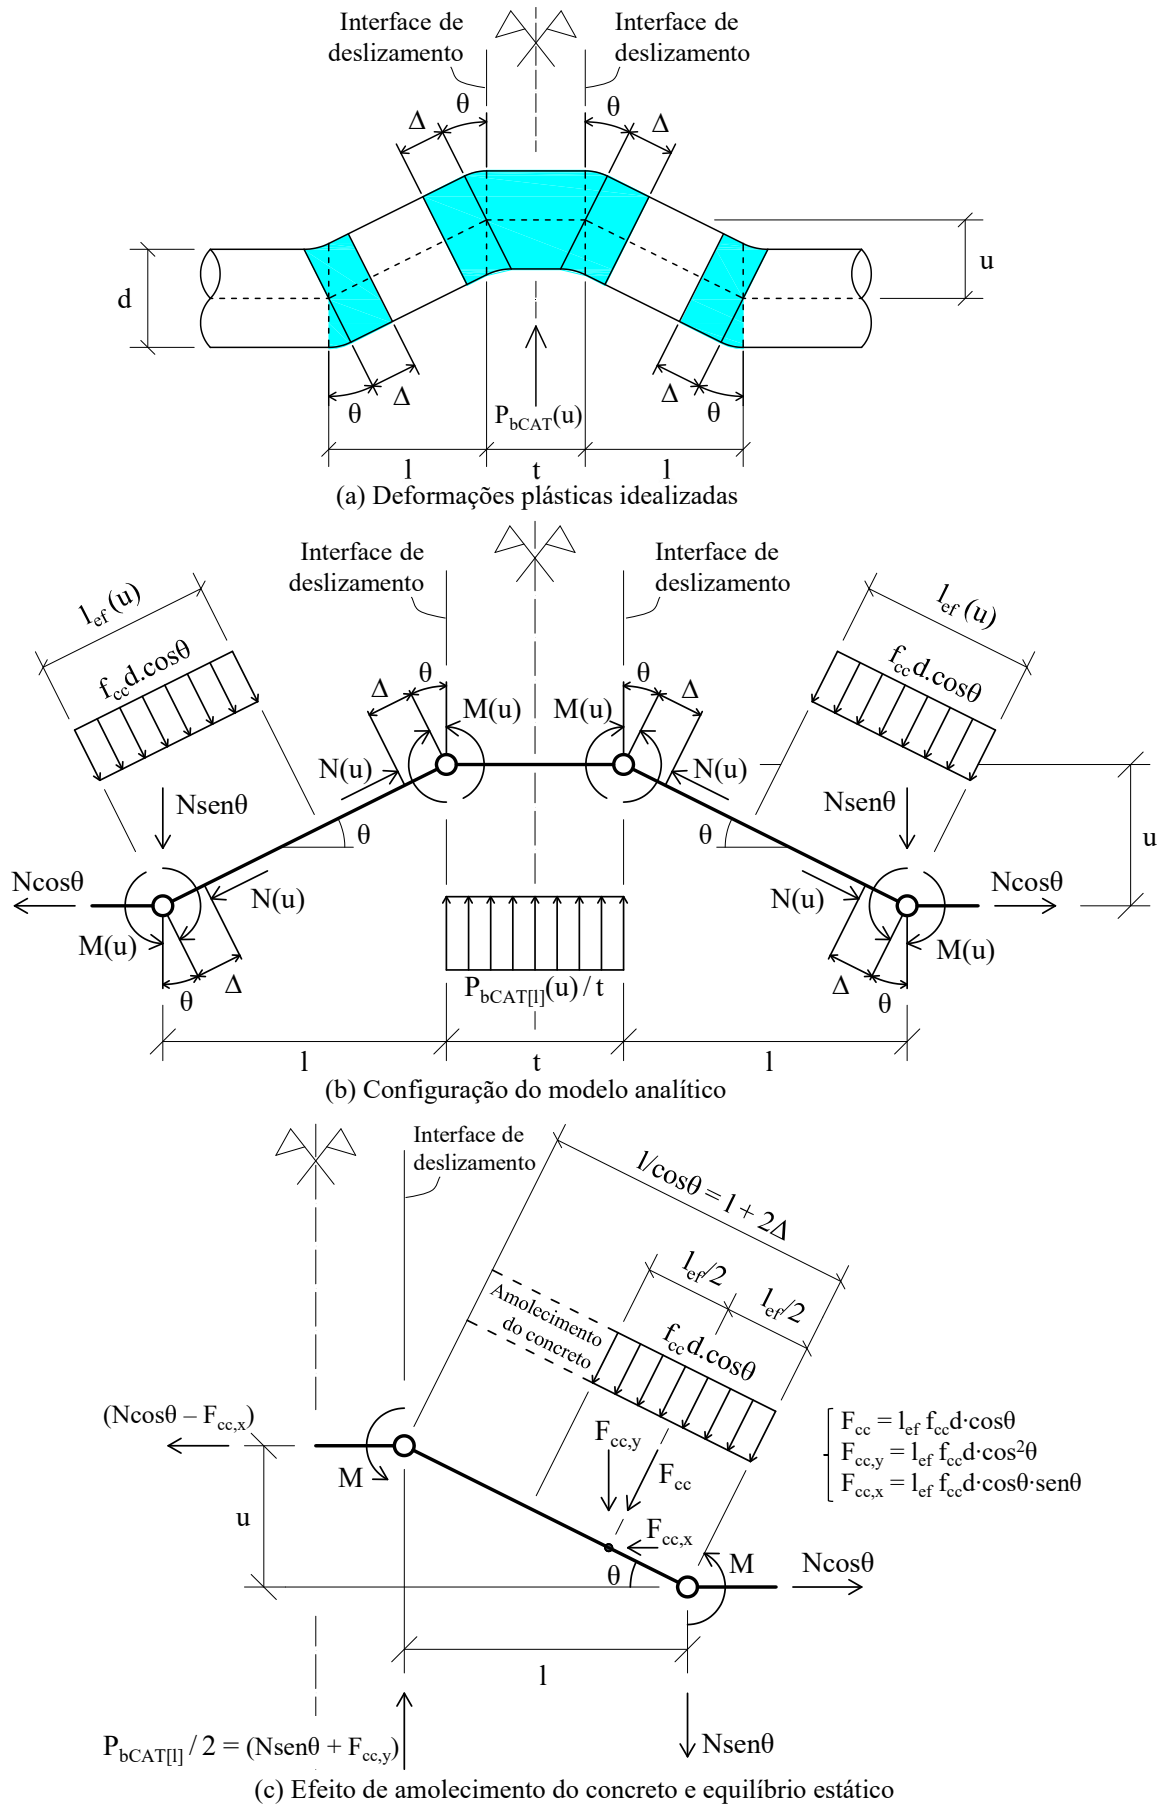 Interface de
deslizamento
Interface de
deslizamento
Δ
θ
θ
Δ
d
u
θ
Δ
Δ
θ
P_bCAT(u)
l
t
l
(a) Deformações plásticas idealizadas
Interface de
deslizamento
Interface de
deslizamento
l_ef(u)
l_ef(u)
f_cc d.cosθ
f_cc d.cosθ
Δ
θ
θ
Δ
M(u)
M(u)
N(u)
N(u)
Nsenθ
Nsenθ
θ
θ
u
Ncosθ
N(u)
N(u)
Ncosθ
M(u)
M(u)
θ
Δ
Δ
θ
P_bCAT[l](u) / t
l
t
l
(b) Configuração do modelo analítico
Interface de
deslizamento
l/cosθ = l + 2Δ
l_ef/2
l_ef/2
Amolecimento
do concreto
f_cc d.cosθ
(Ncosθ – F_cc,x)
F_cc,y
F_cc
F_cc = l_ef f_cc d·cosθ
F_cc,y = l_ef f_cc d·cos²θ
F_cc,x = l_ef f_cc d·cosθ·senθ
M
u
F_cc,x
θ
M
Ncosθ
l
P_bCAT[l] / 2 = (Nsenθ + F_cc,y)
Nsenθ
(c) Efeito de amolecimento do concreto e equilíbrio estático